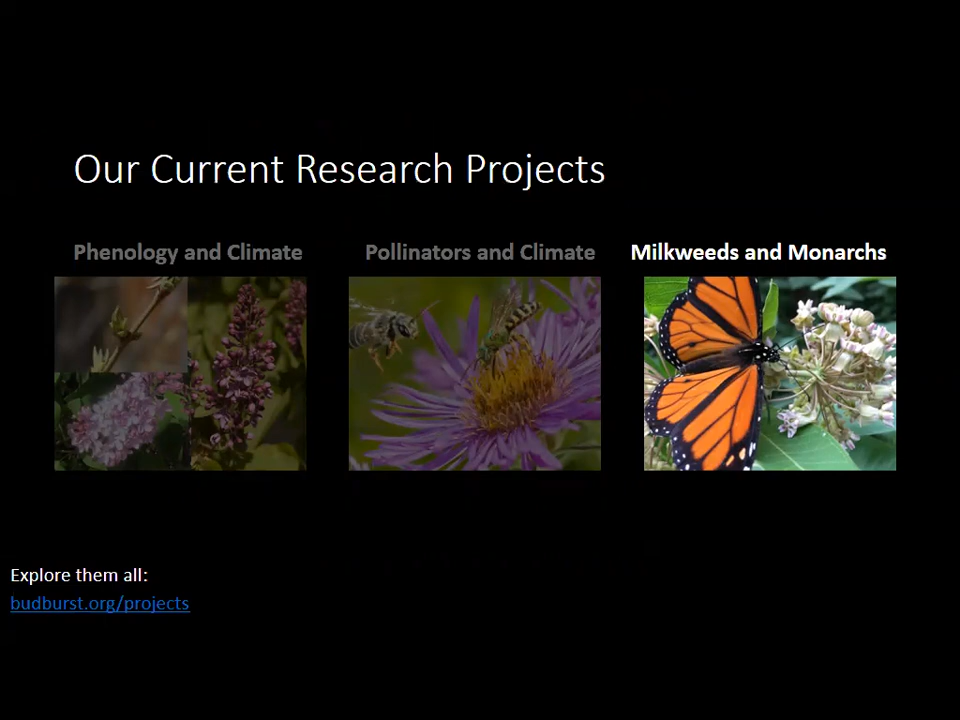 Our Current Research Projects
Phenology and Climate
Pollinators and Climate
Milkweeds and Monarchs
Explore them all:
budburst.org/projects